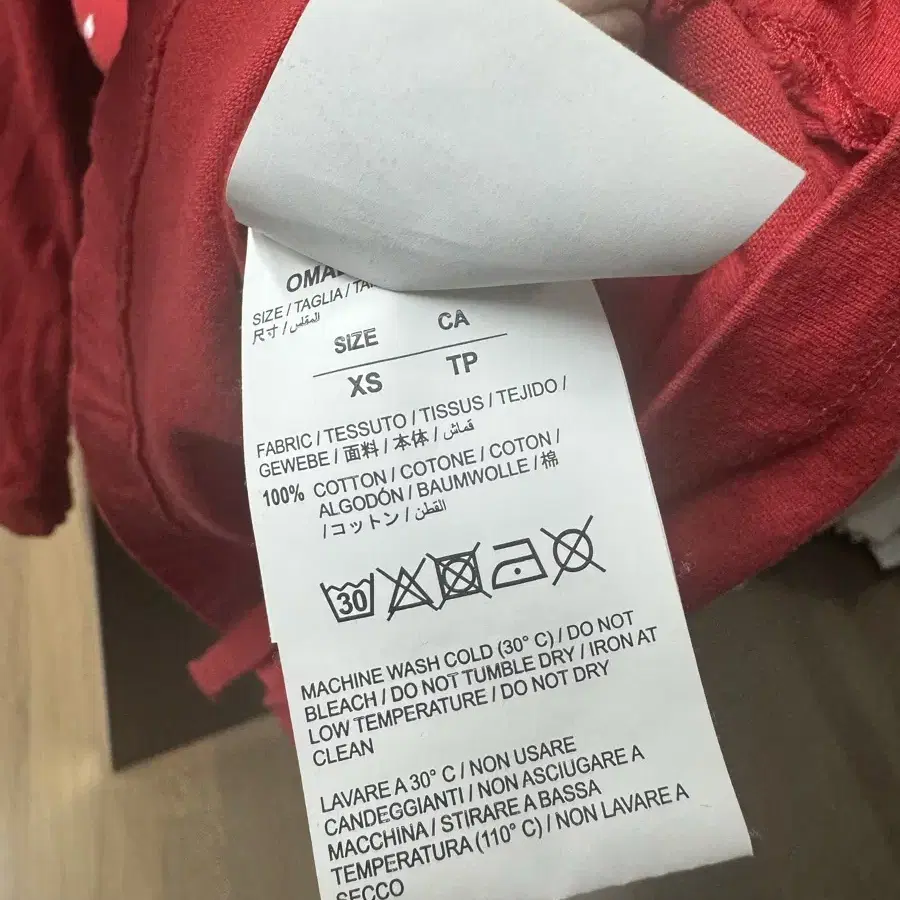 SIZE / TAGLIA /
尺寸 / المقاس
SIZE CA
XS TP
FABRIC / TESSUTO / TISSUS / TEJIDO /
GEWEBE / 面料 / 本体 / قماش
100% COTTON / COTONE / COTON /
ALGODÓN / BAUMWOLLE / 棉
/ コットン / القطن
30
MACHINE WASH COLD (30° C) / DO NOT
BLEACH / DO NOT TUMBLE DRY / IRON AT
LOW TEMPERATURE / DO NOT DRY
CLEAN
LAVARE A 30° C / NON USARE
CANDEGGIANTI / NON ASCIUGARE A
MACCHINA / STIRARE A BASSA
TEMPERATURA (110° C) / NON LAVARE A
SECCO